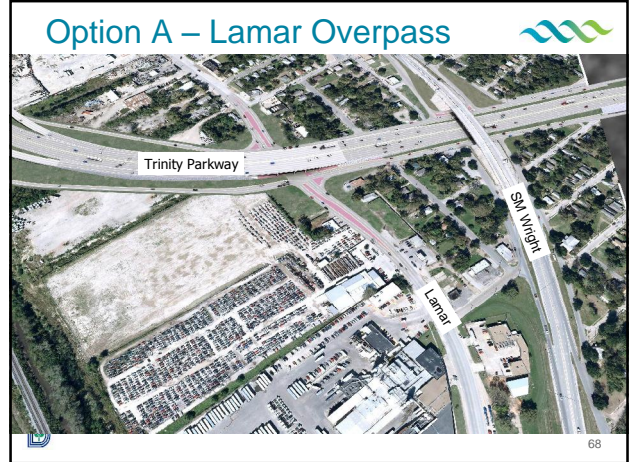 Option A – Lamar Overpass
Trinity Parkway
SM Wright
Lamar
68